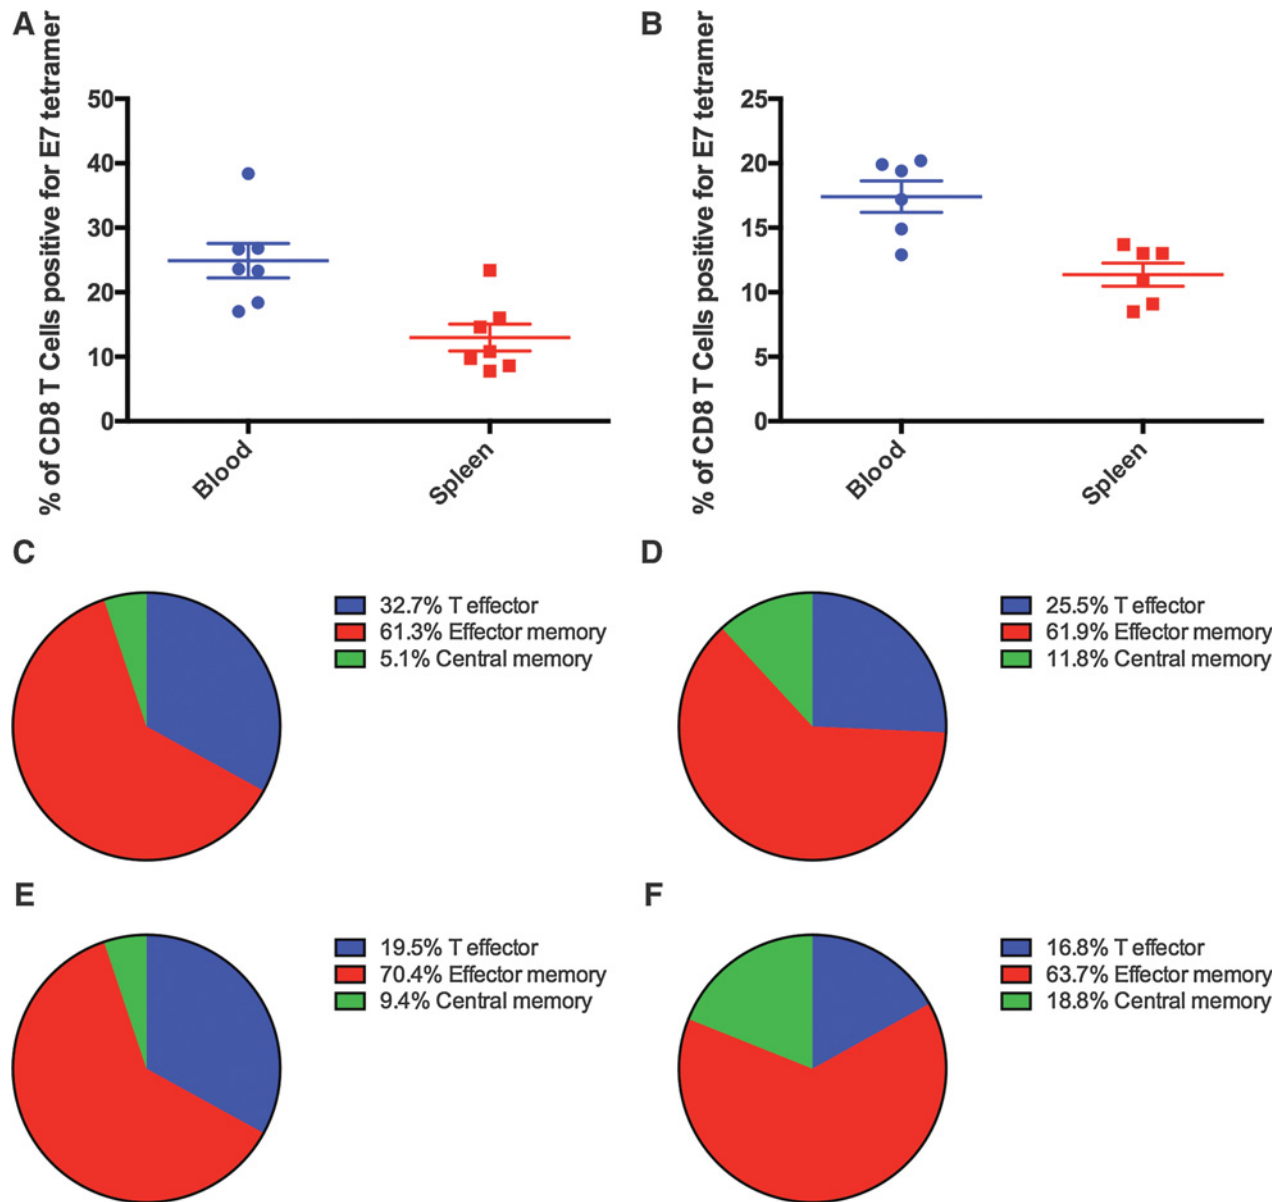 A
% of CD8 T Cells positive for E7 tetramer
50
40
30
20
10
0
Blood
Spleen
B
% of CD8 T Cells positive for E7 tetramer
25
20
15
10
5
0
Blood
Spleen
C
32.7% T effector
61.3% Effector memory
5.1% Central memory
D
25.5% T effector
61.9% Effector memory
11.8% Central memory
E
19.5% T effector
70.4% Effector memory
9.4% Central memory
F
16.8% T effector
63.7% Effector memory
18.8% Central memory